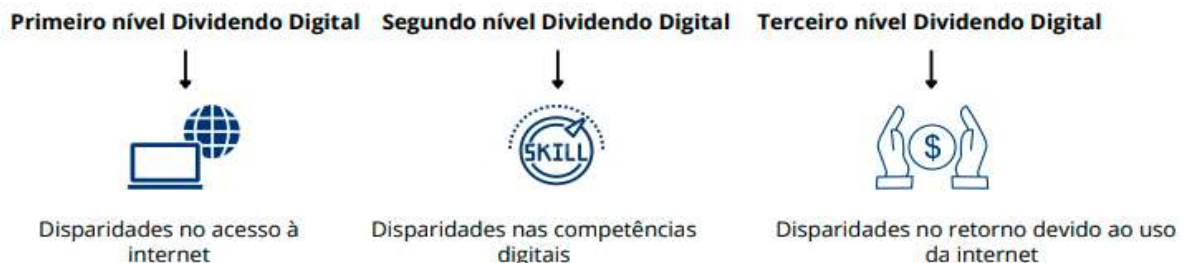 Primeiro nível Dividendo Digital
Segundo nível Dividendo Digital
Terceiro nível Dividendo Digital
SKILL
$
Disparidades no acesso à
internet
Disparidades nas competências
digitais
Disparidades no retorno devido ao uso
da internet